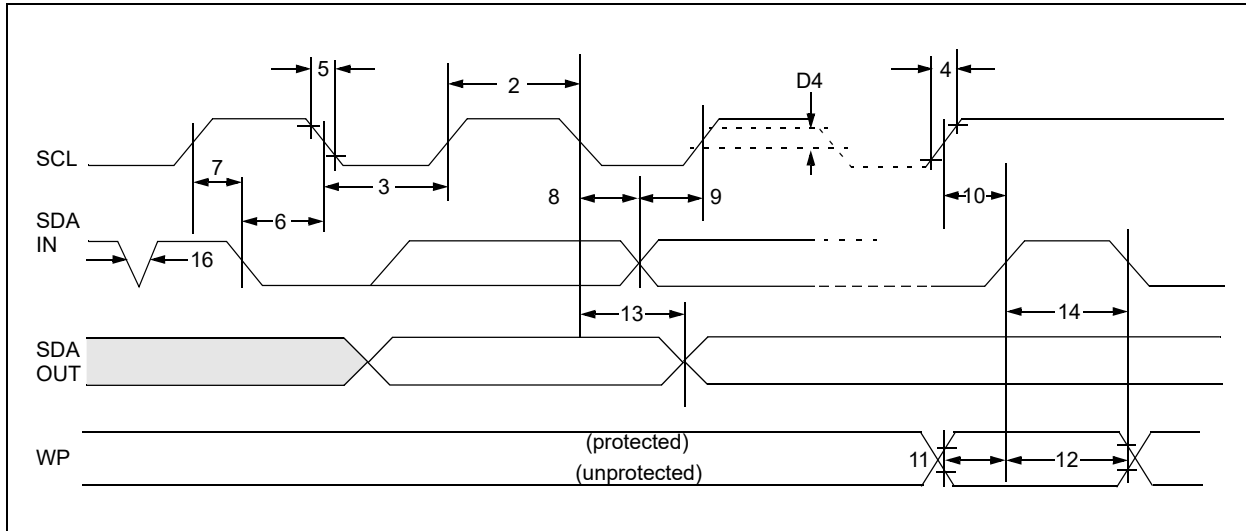 5
2
D4
4
SCL
7
3
8
9
10
6
SDA
IN
16
13
14
SDA
OUT
(protected)
WP
11
12
(unprotected)